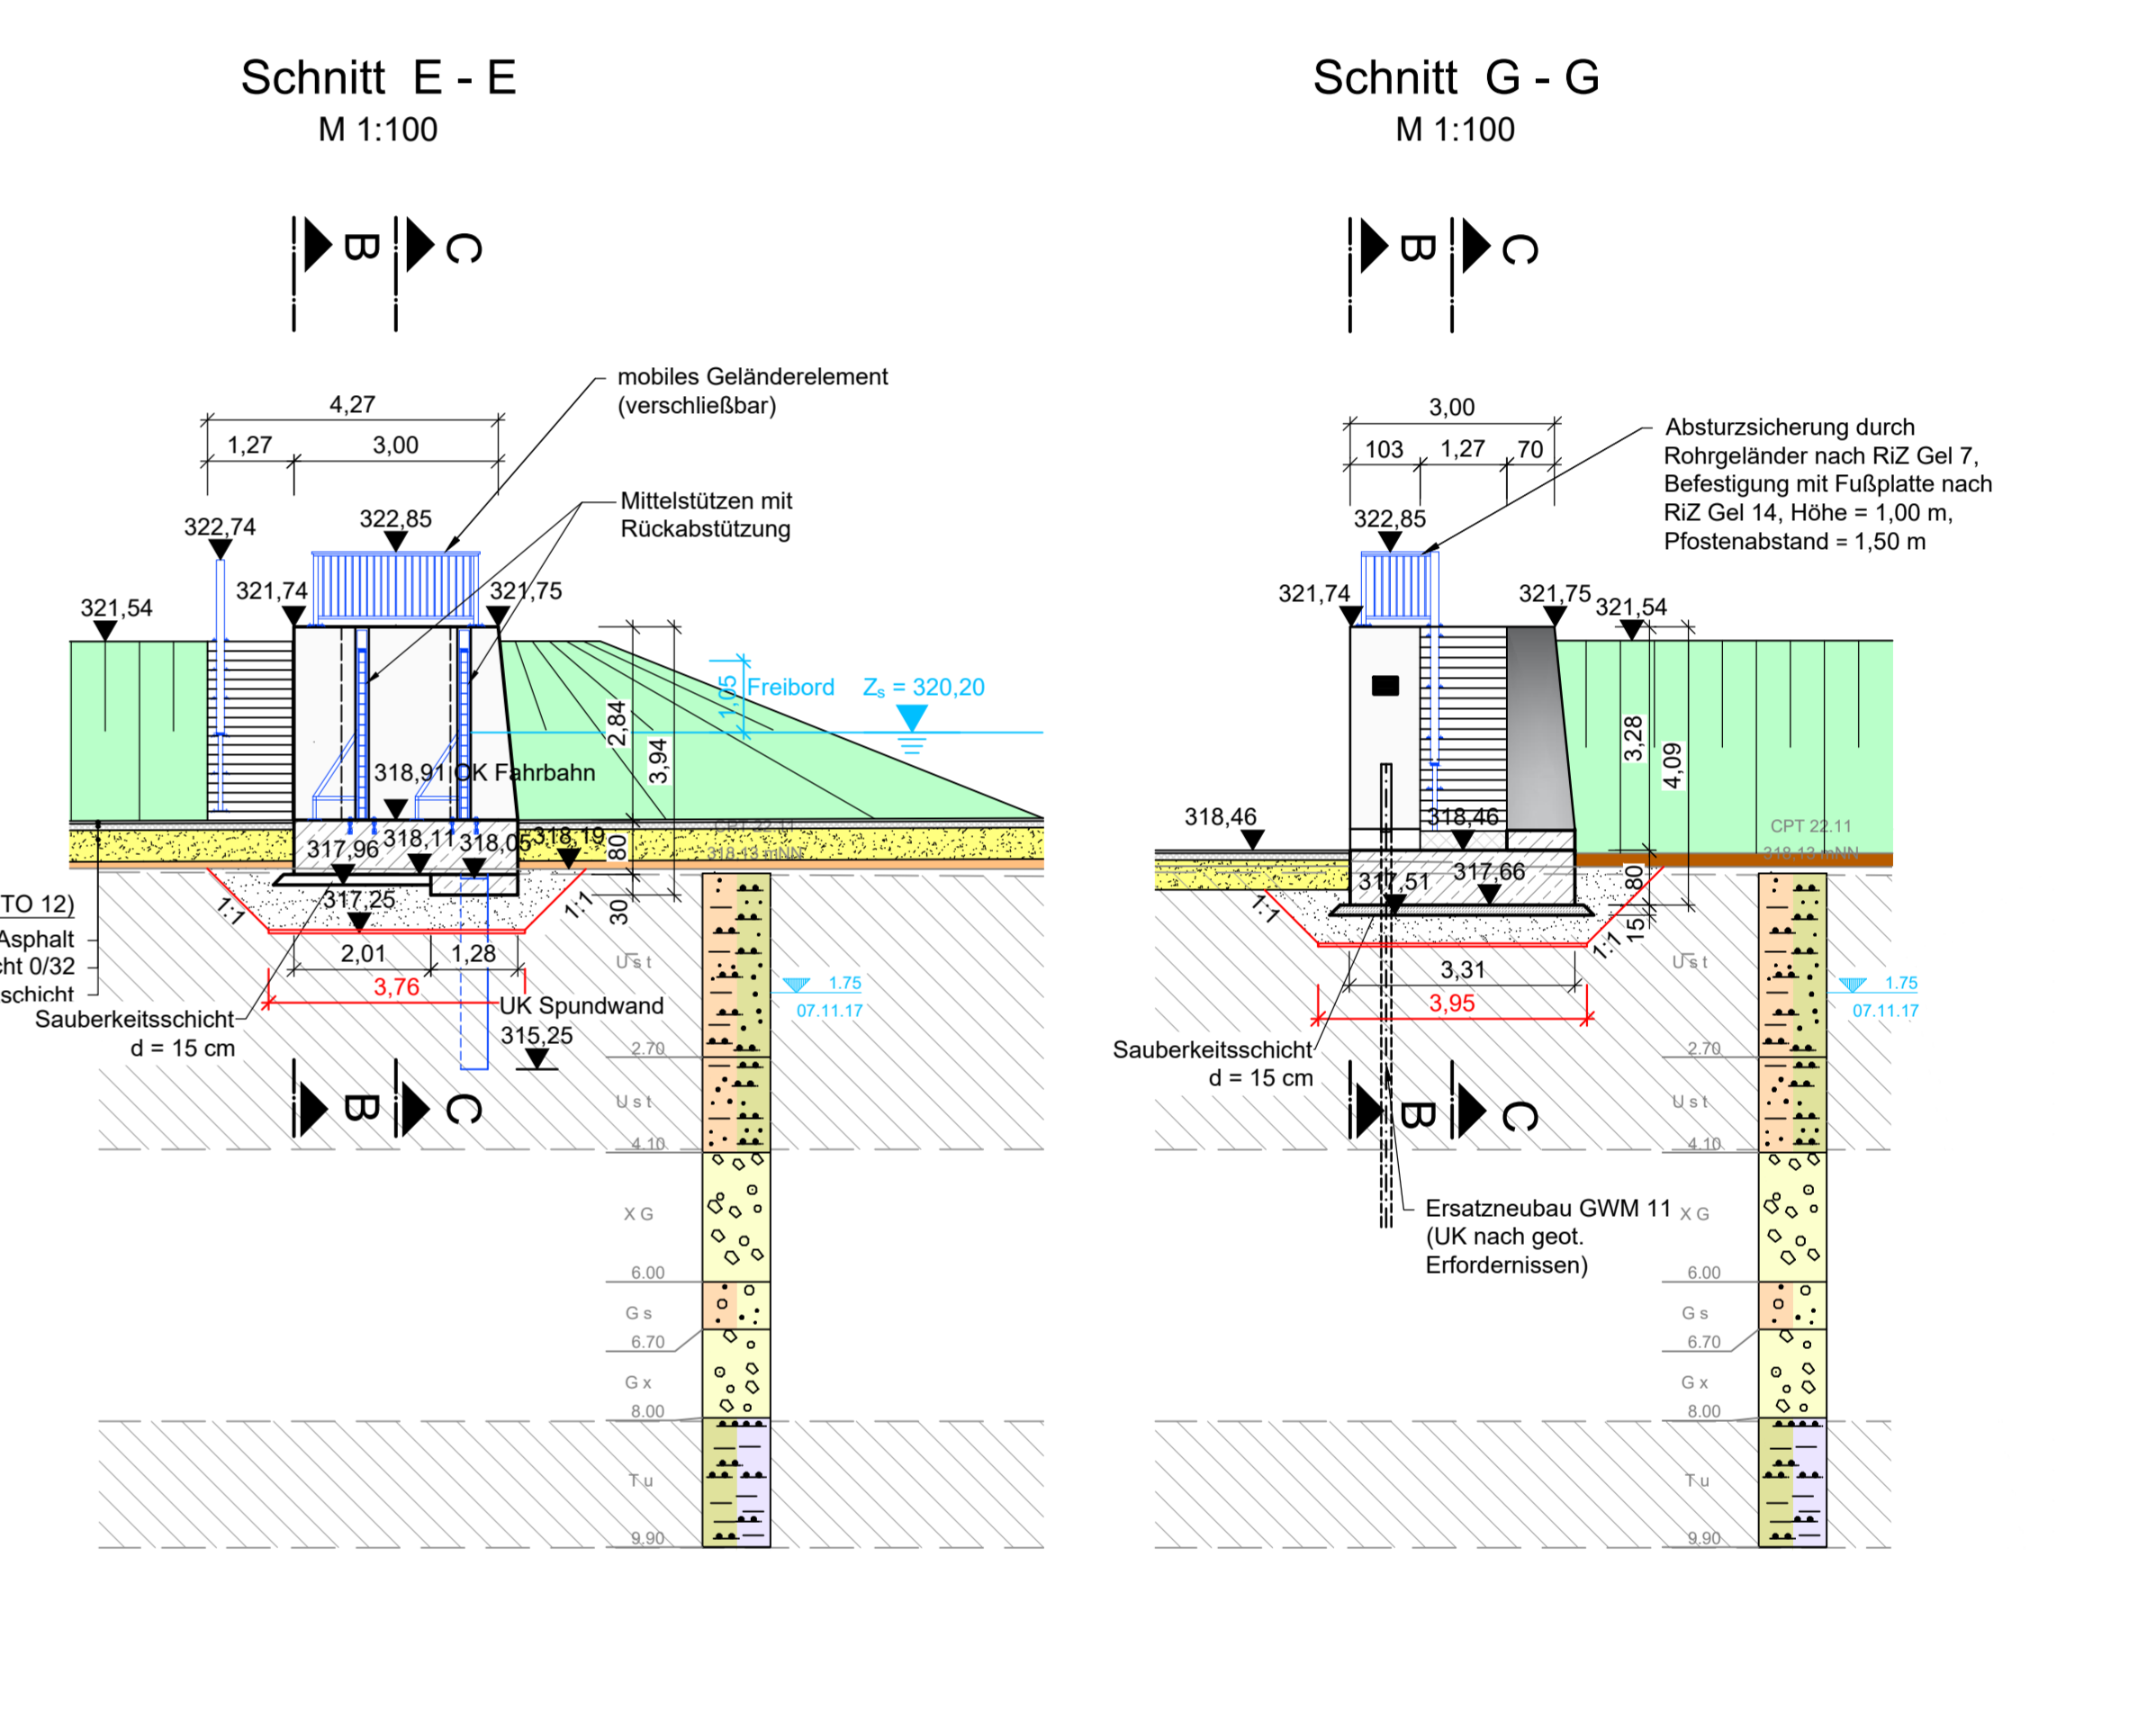 Schnitt E - E
M 1:100
B
C
4,27
1,27
3,00
mobiles Geländerelement
(verschließbar)
Mittelstützen mit
Rückabstützung
322,74
322,85
321,74
321,75
321,54
1,05
Freibord
Zs = 320,20
2,84
3,94
318,91 OK Fahrbahn
317,96
318,11
318,05
318,19
80
CPT 22.11
318,13 mNN
317,25
1:1
1:1
30
TO 12)
Asphalt
cht 0/32
schicht
2,01
1,28
3,76
Sauberkeitsschicht
d = 15 cm
UK Spundwand
315,25
B
C
U s t
1.75
07.11.17
2.70
U s t
4.10
X G
6.00
G s
6.70
G x
8.00
T u
9.90
Schnitt G - G
M 1:100
B
C
3,00
103
1,27
70
Absturzsicherung durch
Rohrgeländer nach RiZ Gel 7,
Befestigung mit Fußplatte nach
RiZ Gel 14, Höhe = 1,00 m,
Pfostenabstand = 1,50 m
322,85
321,74
321,75
321,54
3,28
4,09
318,46
318,46
CPT 22.11
318,13 mNN
317,51
317,66
80
15
1:1
1:1
3,31
3,95
Sauberkeitsschicht
d = 15 cm
B
C
Ersatzneubau GWM 11
(UK nach geot.
Erfordernissen)
U s t
1.75
07.11.17
2.70
U s t
4.10
X G
6.00
G s
6.70
G x
8.00
T u
9.90